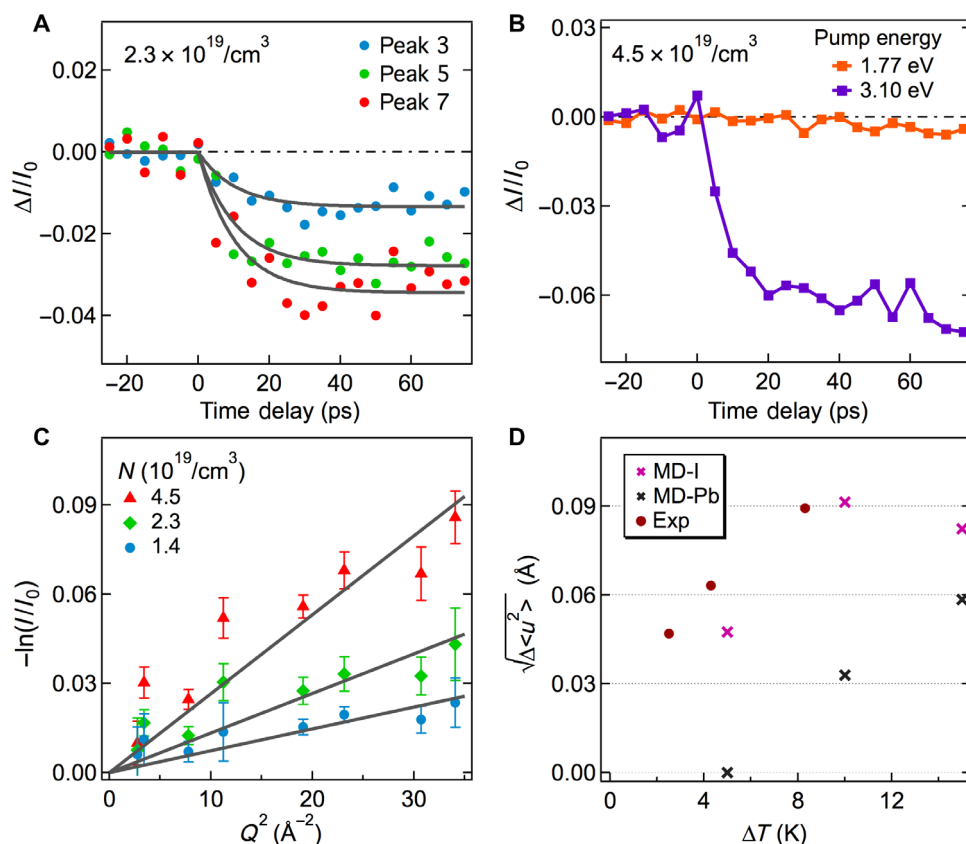 A
2.3 × 10^19/cm^3
Peak 3
Peak 5
Peak 7
0.02
0.00
−0.02
−0.04
ΔI/I0
−20 0 20 40 60
Time delay (ps)
B
4.5 × 10^19/cm^3
Pump energy
1.77 eV
3.10 eV
0.03
0.00
−0.03
−0.06
ΔI/I0
−20 0 20 40 60
Time delay (ps)
C
N (10^19/cm^3)
4.5
2.3
1.4
0.09
0.06
0.03
0.00
−ln(I/I0)
0 10 20 30
Q^2 (Å^−2)
D
MD-I
MD-Pb
Exp
0.09
0.06
0.03
0.00
√Δ<u^2> (Å)
0 4 8 12
ΔT (K)